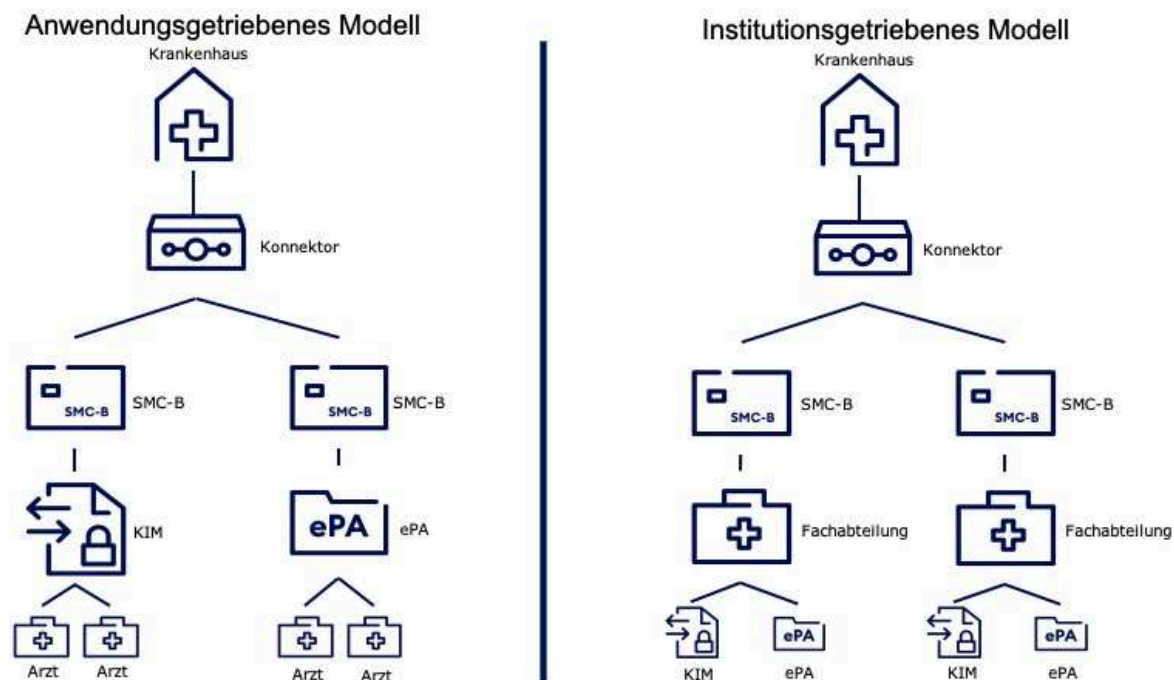 Anwendungsgetriebenes Modell
Krankenhaus
Konnektor
SMC-B
SMC-B
SMC-B
SMC-B
KIM
ePA
ePA
Arzt
Arzt
Arzt
Arzt
Institutionsgetriebenes Modell
Krankenhaus
Konnektor
SMC-B
SMC-B
SMC-B
SMC-B
Fachabteilung
Fachabteilung
ePA
ePA
KIM
ePA
KIM
ePA